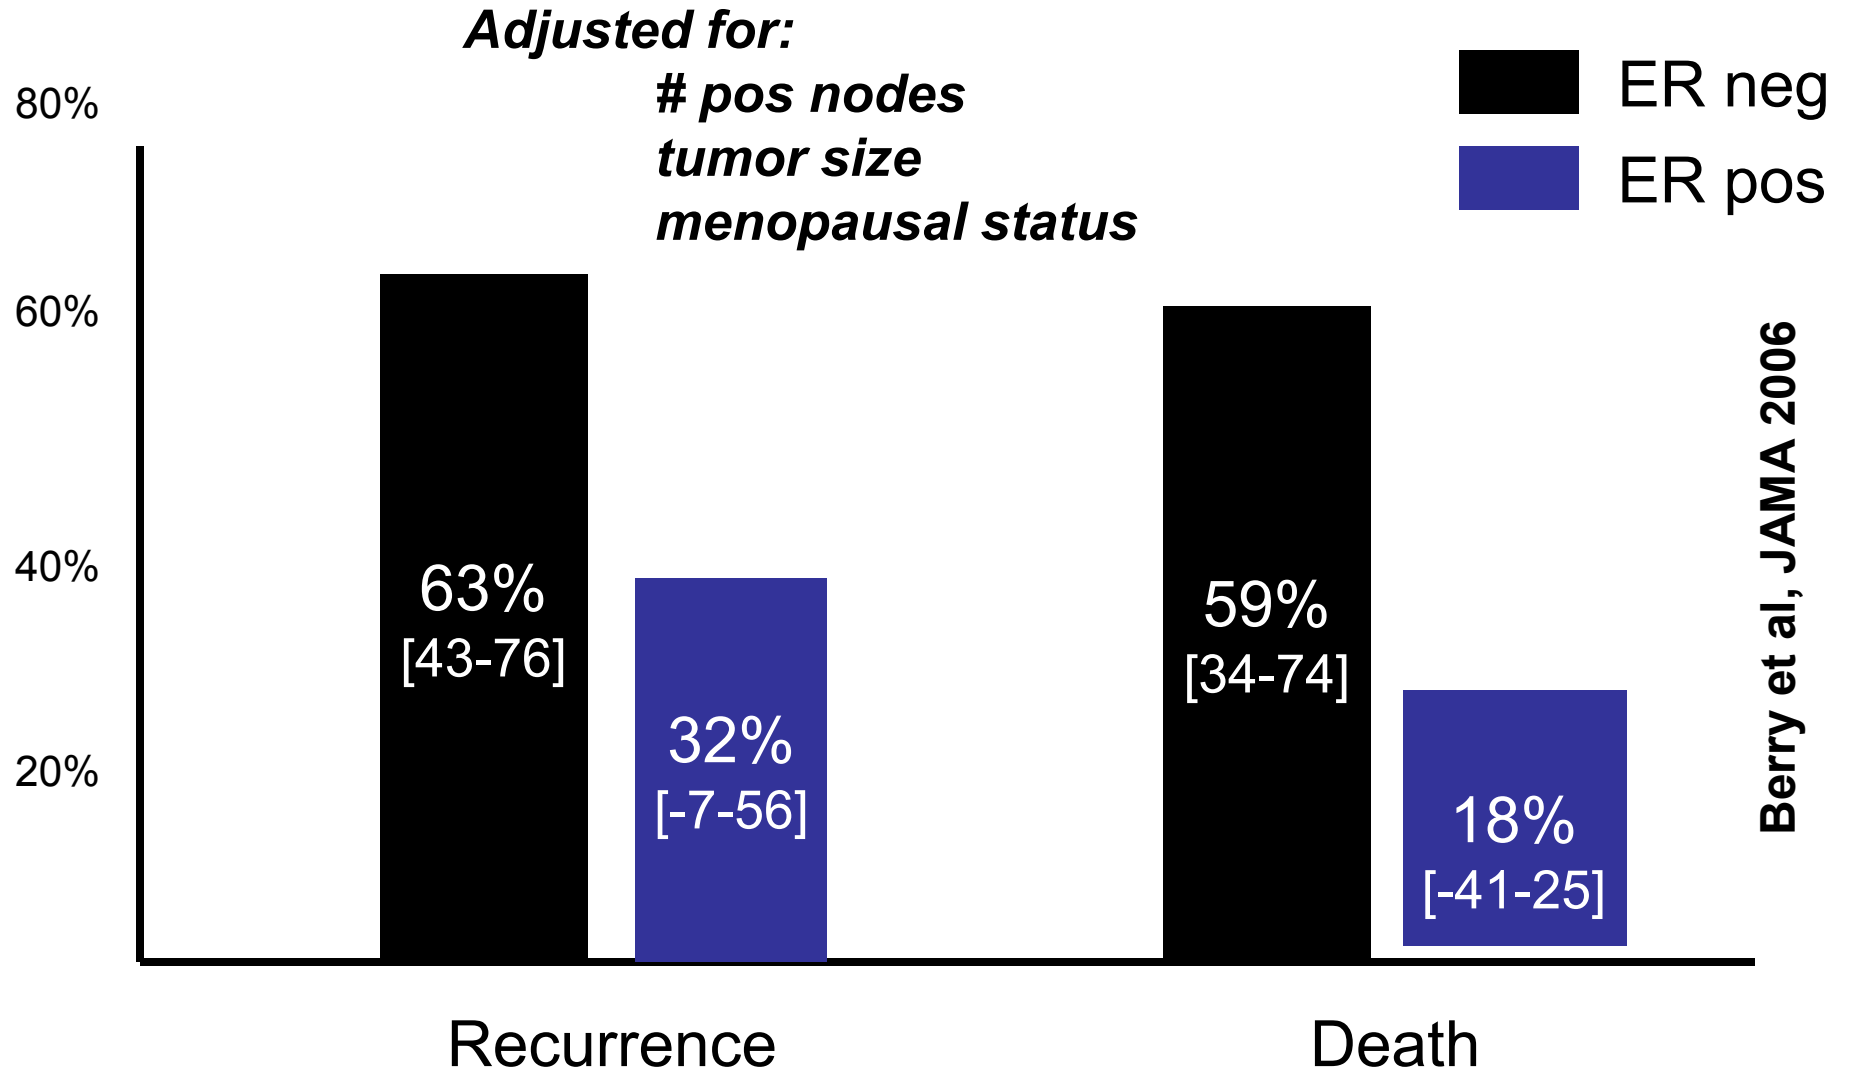 Adjusted for:
# pos nodes
tumor size
menopausal status
ER neg
ER pos
80%
60%
40%
20%
63%
[43-76]
32%
[-7-56]
59%
[34-74]
18%
[-41-25]
Recurrence
Death
Berry et al, JAMA 2006